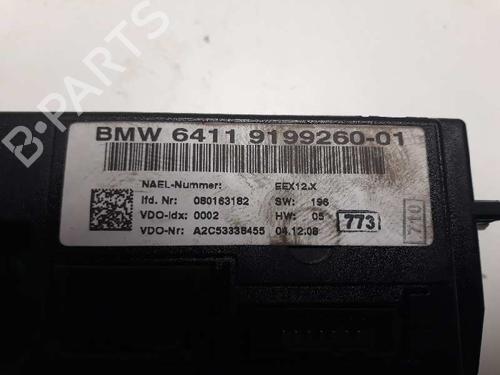 BMW 6411 9199260-01
NAEL-Nummer: EEX12.X
lfd. Nr: 080163182 SW: 196
VDO-Idx: 0002 HW: 05 773 710
VDO-Nr: A2C53338455 04.12.08
B-PARTS